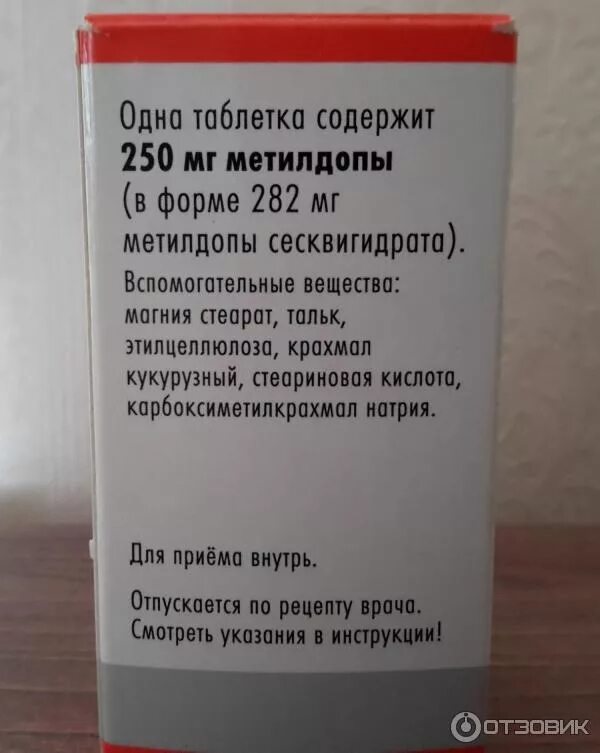 Одна таблетка содержит
250 мг метилдопы
(в форме 282 мг
метилдопы сесквигидрата).
Вспомогательные вещества:
магния стеарат, тальк,
этилцеллюлоза, крахмал
кукурузный, стеариновая кислота,
карбоксиметилкрахмал натрия.
Для приёма внутрь.
Отпускается по рецепту врача.
Смотреть указания в инструкции!
ОТЗОВИК